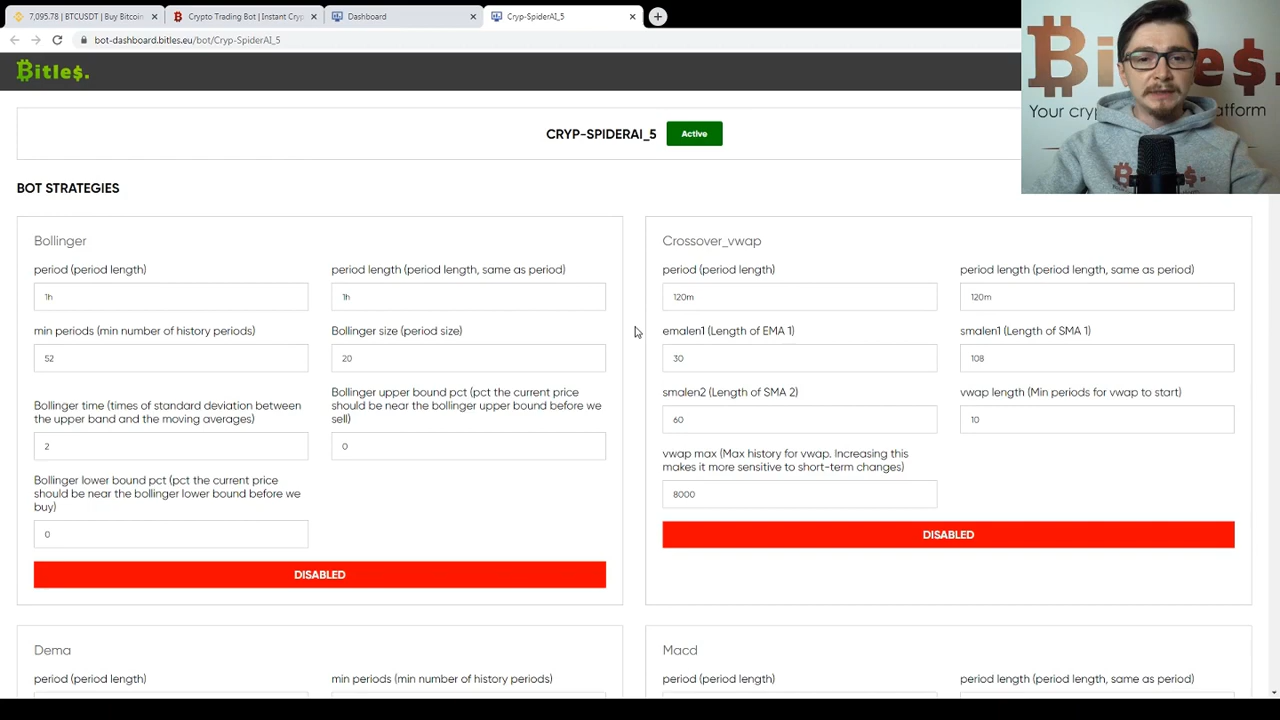 7,095.78 | BTCUSDT | Buy Bitcoin
Crypto Trading Bot | Instant Cryp
Dashboard
Cryp-SpiderAI_5
bot-dashboard.bitles.eu/bot/Cryp-SpiderAI_5
Bitle$.
Your cryp
atform
CRYP-SPIDERAI_5
Active
BOT STRATEGIES
Bollinger
period (period length)
period length (period length, same as period)
1h
1h
min periods (min number of history periods)
Bollinger size (period size)
52
20
Bollinger time (times of standard deviation between
the upper band and the moving averages)
Bollinger upper bound pct (pct the current price
should be near the bollinger upper bound before we
sell)
2
0
Bollinger lower bound pct (pct the current price
should be near the bollinger lower bound before we
buy)
0
DISABLED
Crossover_vwap
period (period length)
period length (period length, same as period)
120m
120m
emalen1 (Length of EMA 1)
smalen1 (Length of SMA 1)
30
108
smalen2 (Length of SMA 2)
vwap length (Min periods for vwap to start)
60
10
vwap max (Max history for vwap. Increasing this
makes it more sensitive to short-term changes)
8000
DISABLED
Dema
period (period length)
min periods (min number of history periods)
Macd
period (period length)
period length (period length, same as period)